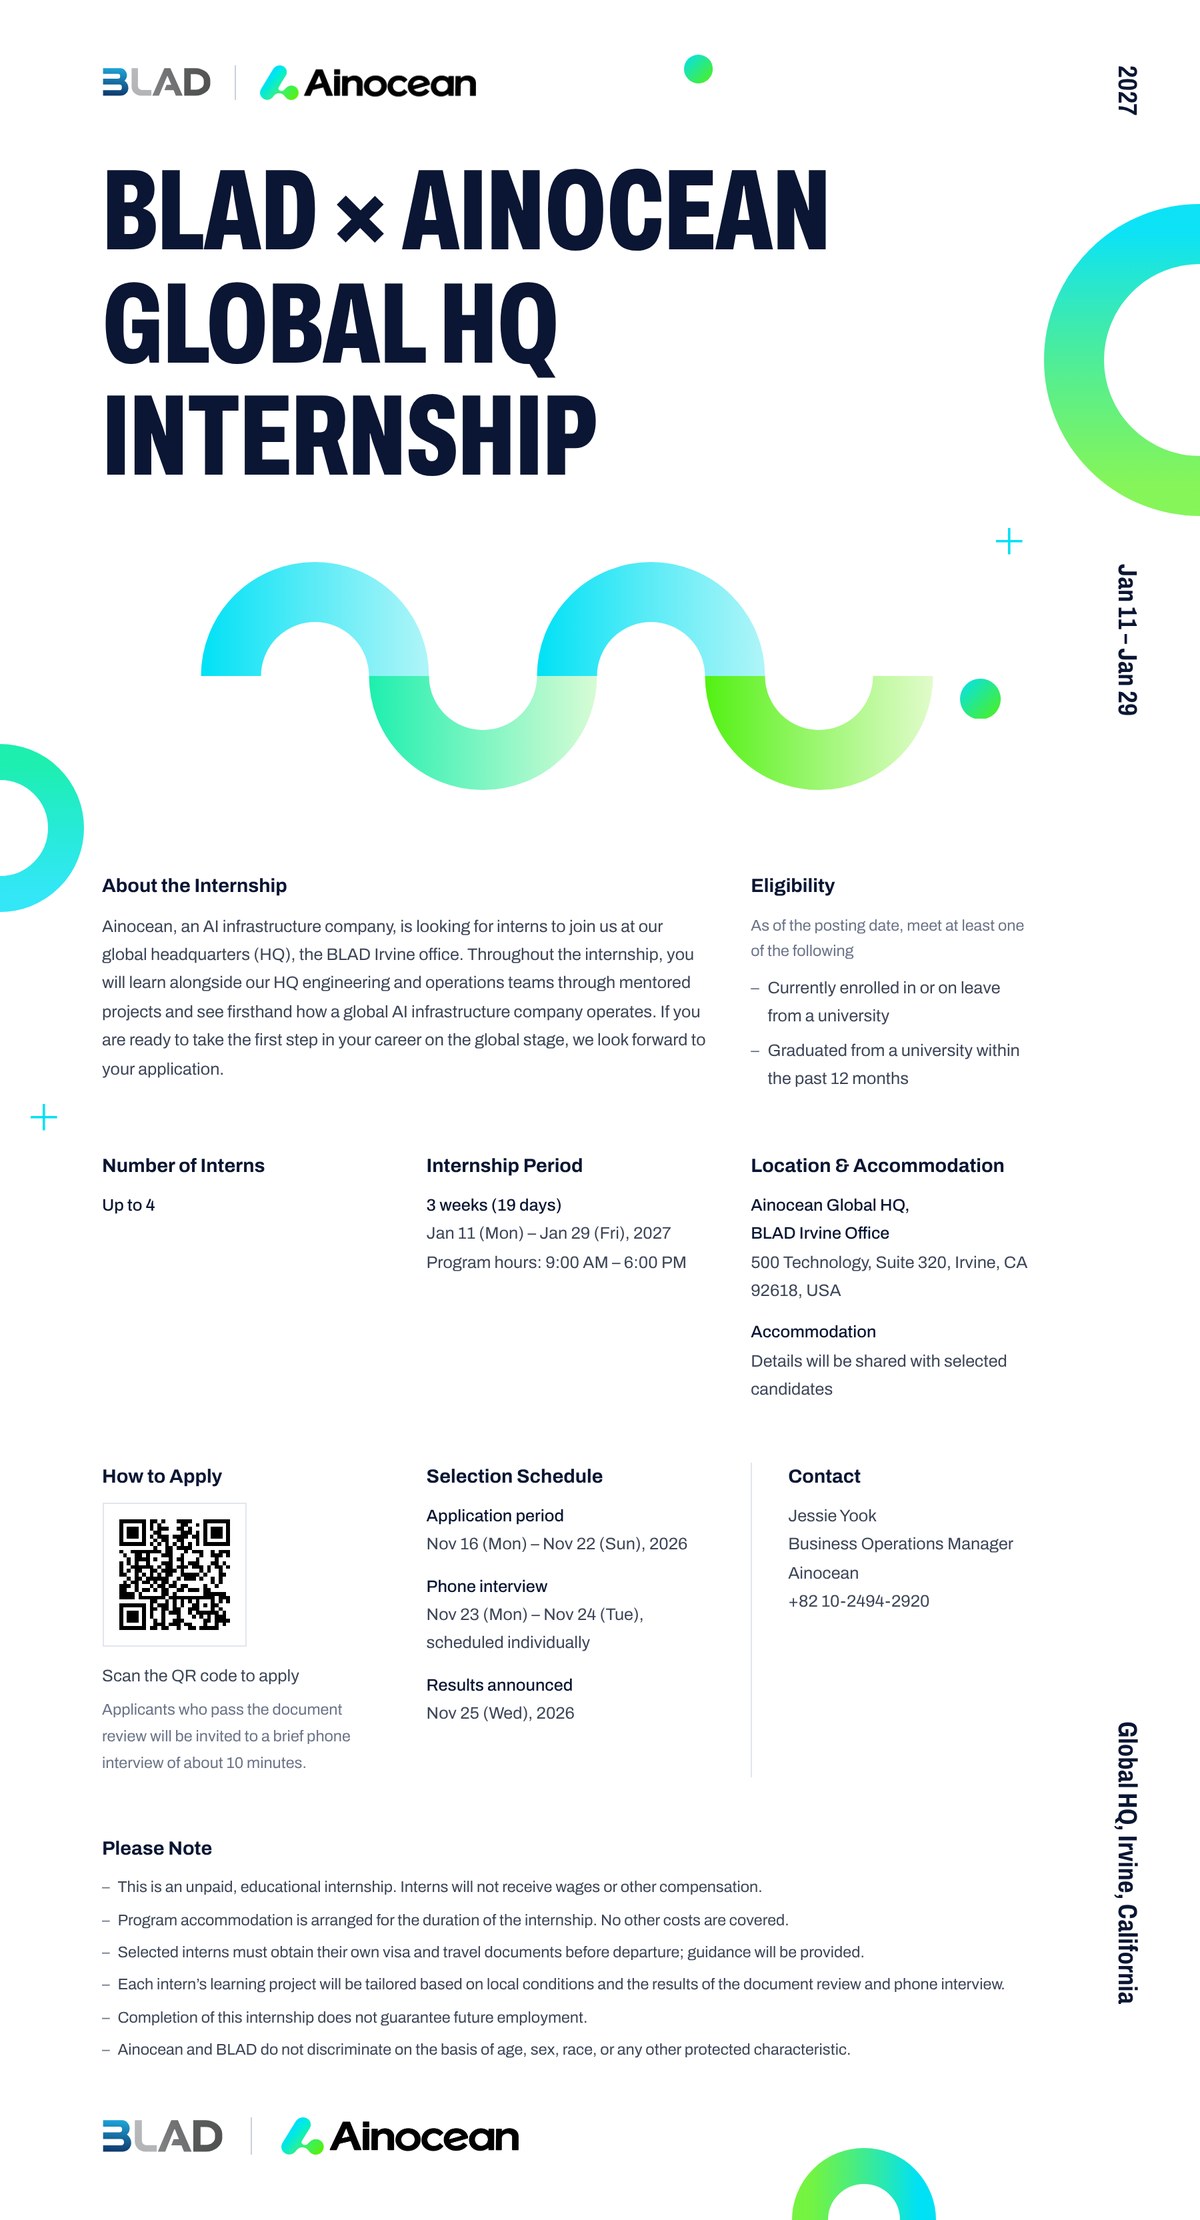 BLAD
Ainocean
2027
BLAD × AINOCEAN
GLOBAL HQ
INTERNSHIP
Jan 11 – Jan 29
About the Internship
Ainocean, an AI infrastructure company, is looking for interns to join us at our
global headquarters (HQ), the BLAD Irvine office. Throughout the internship, you
will learn alongside our HQ engineering and operations teams through mentored
projects and see firsthand how a global AI infrastructure company operates. If you
are ready to take the first step in your career on the global stage, we look forward to
your application.
Eligibility
As of the posting date, meet at least one
of the following
– Currently enrolled in or on leave
from a university
– Graduated from a university within
the past 12 months
Number of Interns
Up to 4
Internship Period
3 weeks (19 days)
Jan 11 (Mon) – Jan 29 (Fri), 2027
Program hours: 9:00 AM – 6:00 PM
Location & Accommodation
Ainocean Global HQ,
BLAD Irvine Office
500 Technology, Suite 320, Irvine, CA
92618, USA
Accommodation
Details will be shared with selected
candidates
How to Apply
Scan the QR code to apply
Applicants who pass the document
review will be invited to a brief phone
interview of about 10 minutes.
Selection Schedule
Application period
Nov 16 (Mon) – Nov 22 (Sun), 2026
Phone interview
Nov 23 (Mon) – Nov 24 (Tue),
scheduled individually
Results announced
Nov 25 (Wed), 2026
Contact
Jessie Yook
Business Operations Manager
Ainocean
+82 10-2494-2920
Global HQ, Irvine, California
Please Note
– This is an unpaid, educational internship. Interns will not receive wages or other compensation.
– Program accommodation is arranged for the duration of the internship. No other costs are covered.
– Selected interns must obtain their own visa and travel documents before departure; guidance will be provided.
– Each intern’s learning project will be tailored based on local conditions and the results of the document review and phone interview.
– Completion of this internship does not guarantee future employment.
– Ainocean and BLAD do not discriminate on the basis of age, sex, race, or any other protected characteristic.
BLAD
Ainocean